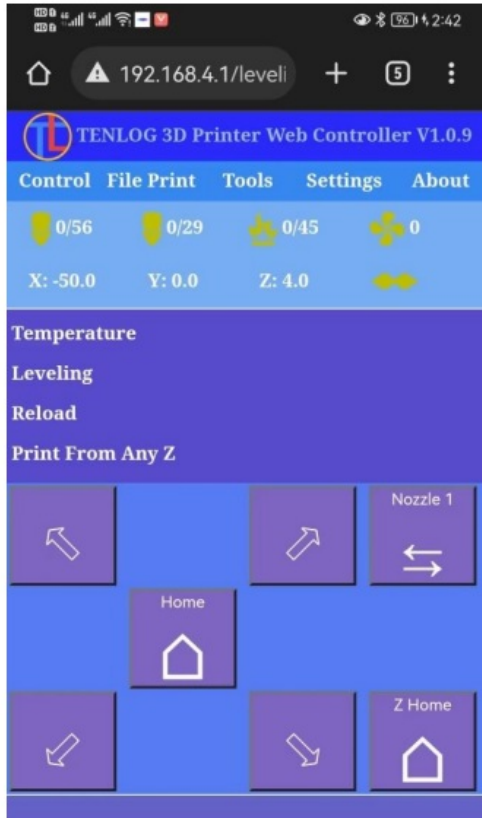 96 2:42
192.168.4.1/leveli 5
TL TENLOG 3D Printer Web Controller V1.0.9
Control File Print Tools Settings About
0/56 0/29 0/45 0
X: -50.0 Y: 0.0 Z: 4.0
Temperature
Leveling
Reload
Print From Any Z
Nozzle 1
Home
Z Home